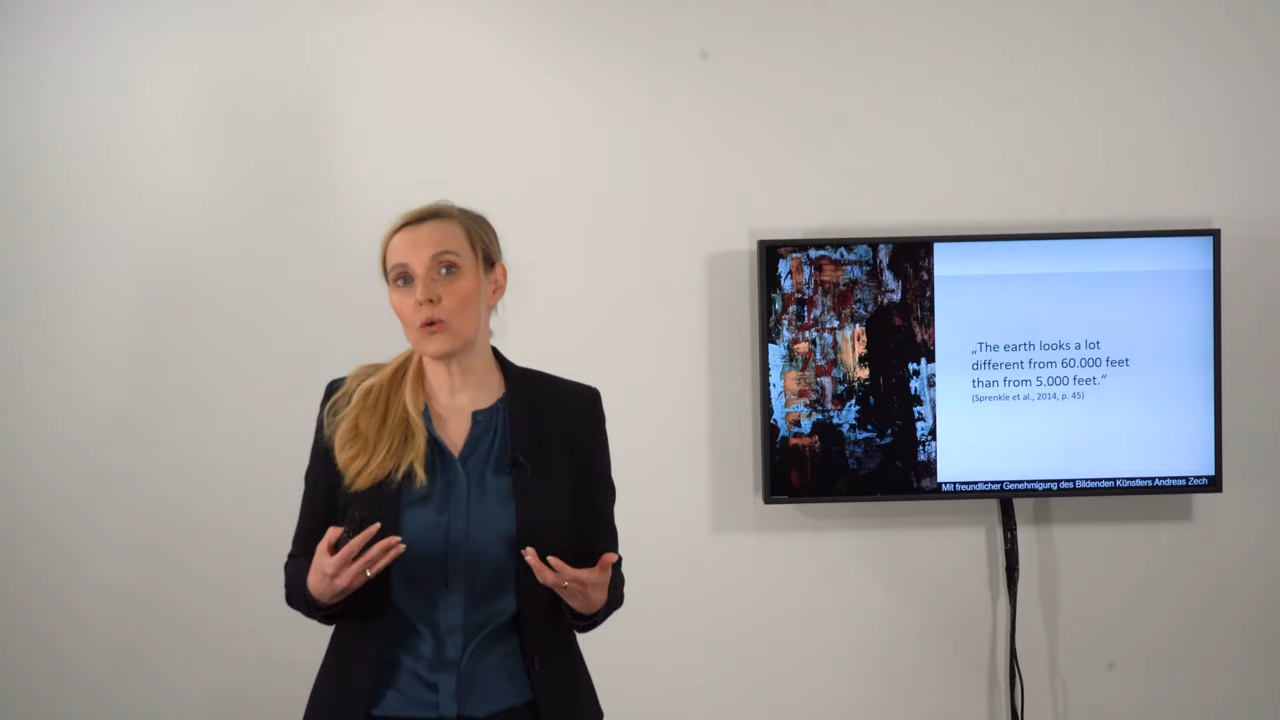 „The earth looks a lot
different from 60.000 feet
than from 5.000 feet.“
(Sprenkle et al., 2014, p. 45)
Mit freundlicher Genehmigung des Bildenden Künstlers Andreas Zech